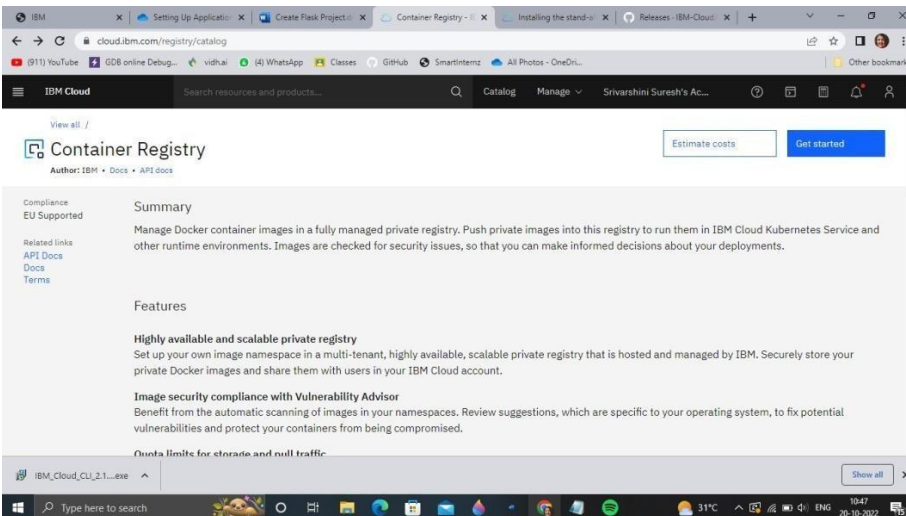 IBM
Setting Up Application
Create Flask Project.d
Container Registry - I
Installing the stand-al
Releases · IBM-Cloud
cloud.ibm.com/registry/catalog
(911) YouTube
GDB online Debug...
vidh.ai
(4) WhatsApp
Classes
GitHub
SmartInternz
All Photos - OneDri...
Other bookmark
IBM Cloud
Search resources and products...
Catalog
Manage
Srivarshini Suresh's Ac...
View all /
Container Registry
Author: IBM • Docs • API docs
Estimate costs
Get started
Compliance
EU Supported
Related links
API Docs
Docs
Terms
Summary
Manage Docker container images in a fully managed private registry. Push private images into this registry to run them in IBM Cloud Kubernetes Service and
other runtime environments. Images are checked for security issues, so that you can make informed decisions about your deployments.
Features
Highly available and scalable private registry
Set up your own image namespace in a multi-tenant, highly available, scalable private registry that is hosted and managed by IBM. Securely store your
private Docker images and share them with users in your IBM Cloud account.
Image security compliance with Vulnerability Advisor
Benefit from the automatic scanning of images in your namespaces. Review suggestions, which are specific to your operating system, to fix potential
vulnerabilities and protect your containers from being compromised.
Quota limits for storage and pull traffic
IBM_Cloud_CLI_2.1....exe
Show all
Type here to search
31°C
ENG
10:47
20-10-2022